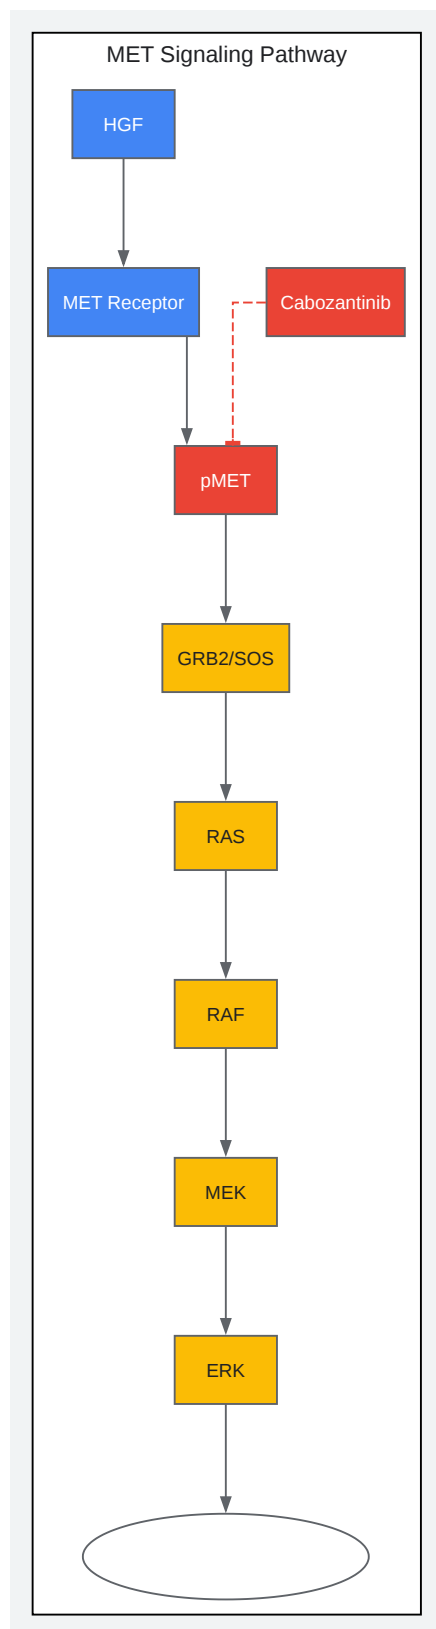 MET Signaling Pathway
HGF
MET Receptor
Cabozantinib
pMET
GRB2/SOS
RAS
RAF
MEK
ERK